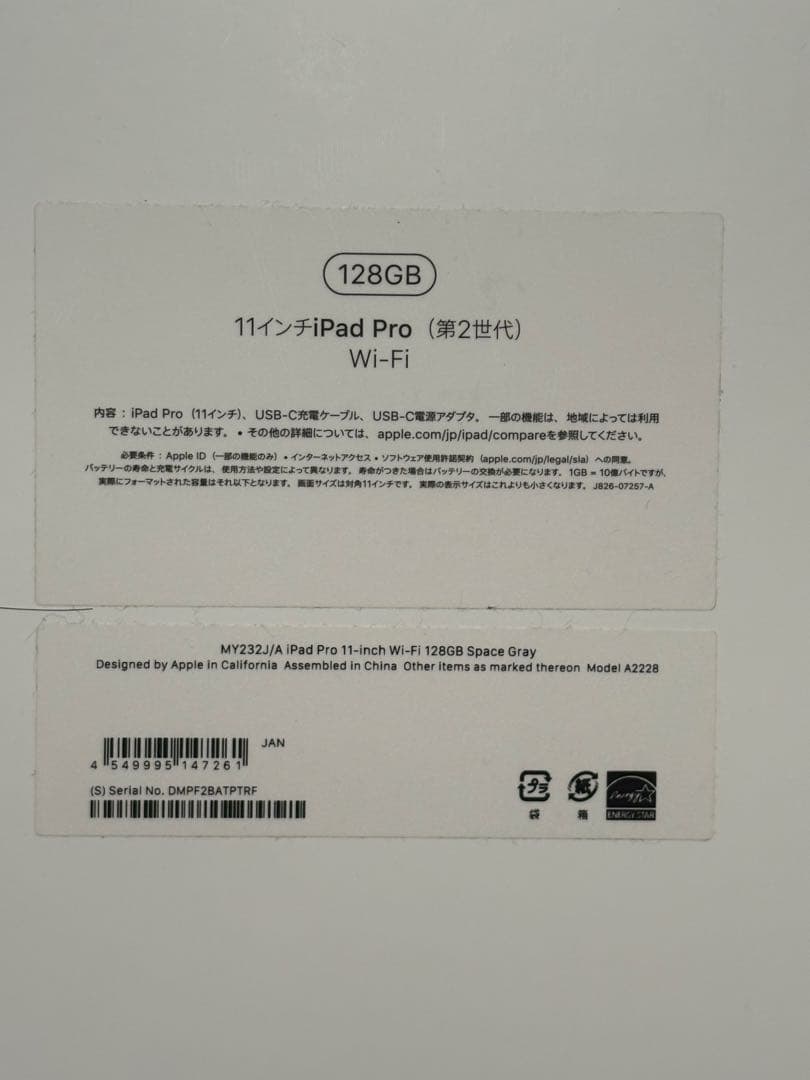 128GB
11インチiPad Pro（第2世代）
Wi-Fi
内容：iPad Pro（11インチ）、USB-C充電ケーブル、USB-C電源アダプタ。一部の機能は、地域によっては利用
できないことがあります。• その他の詳細については、apple.com/jp/ipad/compareを参照してください。
必要条件：Apple ID（一部の機能のみ）• インターネットアクセス • ソフトウェア使用許諾契約（apple.com/jp/legal/sla）への同意。
バッテリーの寿命と充電サイクルは、使用方法や設定によって異なります。寿命がつきた場合はバッテリーの交換が必要になります。1GB = 10億バイトですが、
実際にフォーマットされた容量はそれ以下となります。画面サイズは対角11インチです。実際の表示サイズはこれよりも小さくなります。J826-07257-A
MY232J/A iPad Pro 11-inch Wi-Fi 128GB Space Gray
Designed by Apple in California Assembled in China Other items as marked thereon Model A2228
JAN
4 549995 147261
(S) Serial No. DMPF2BATPTRF
プラ 紙 energy
袋 箱 ENERGY STAR